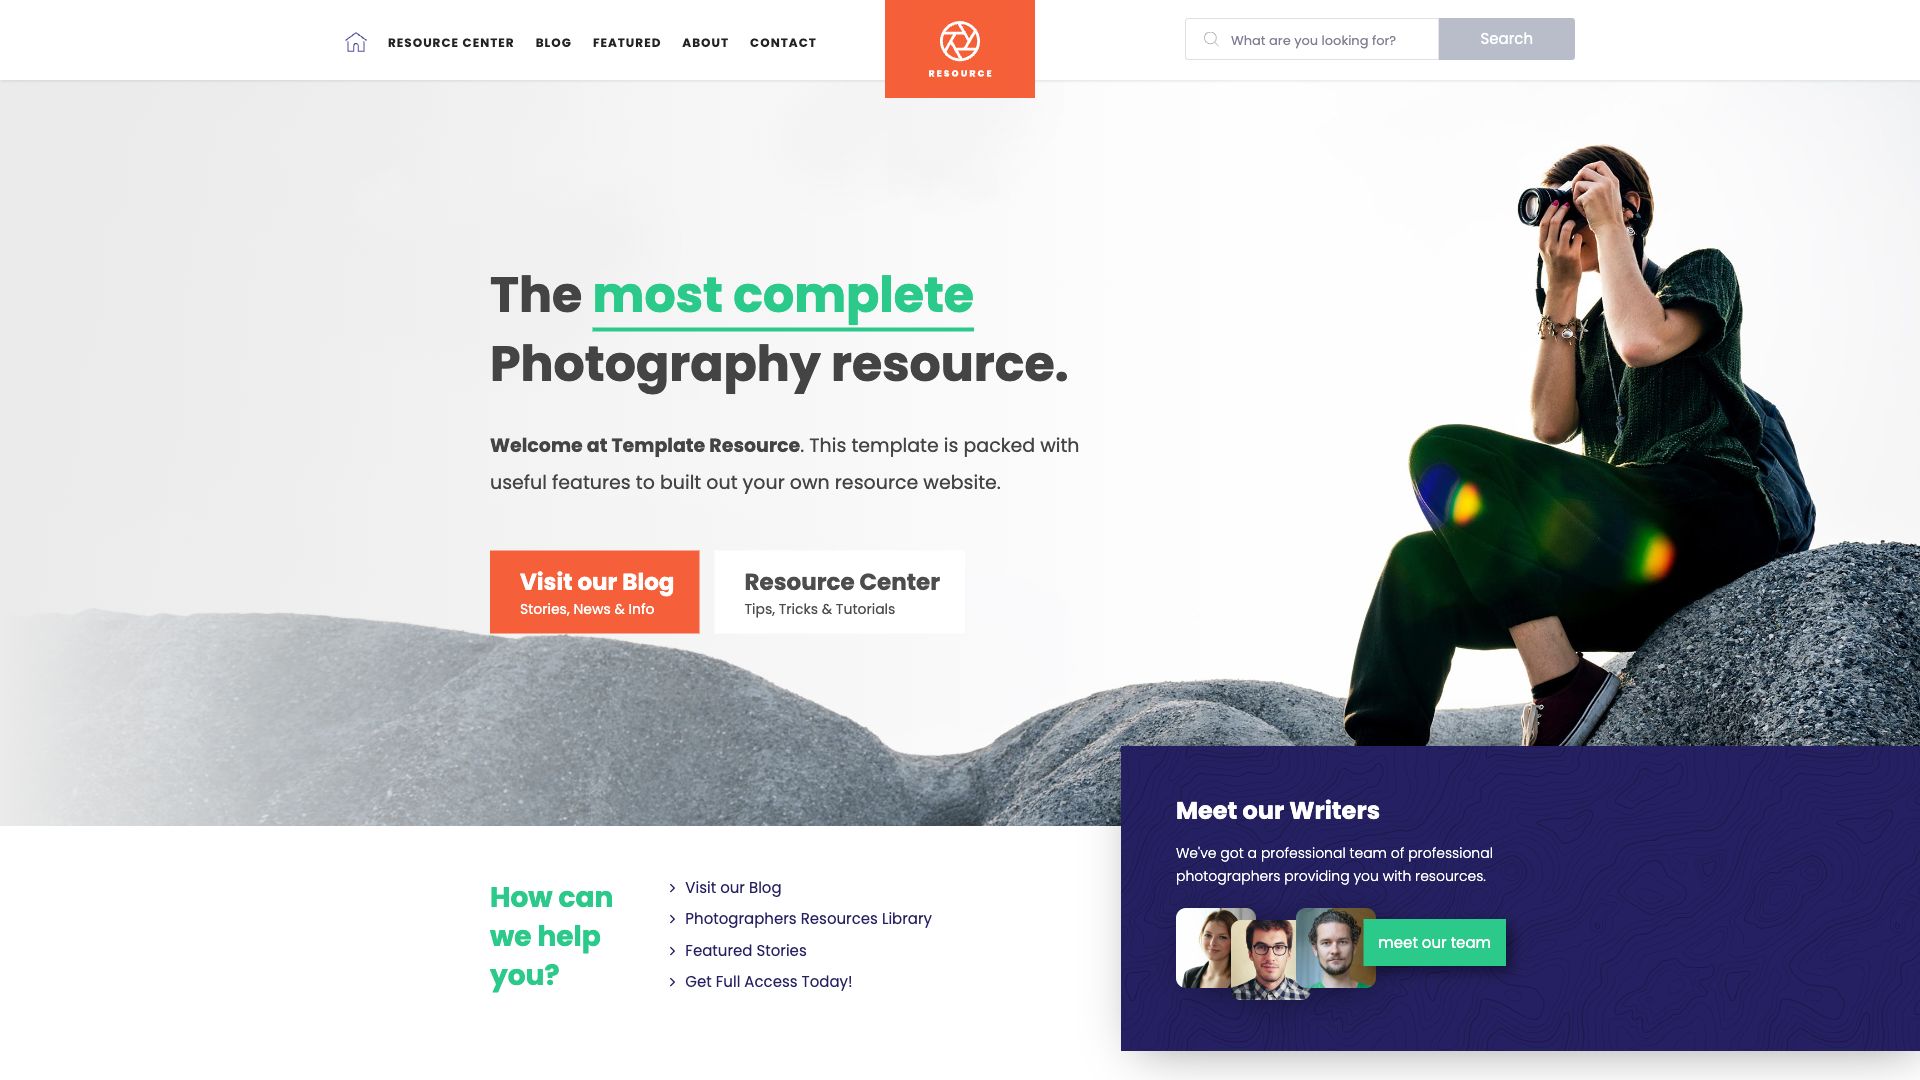 RESOURCE CENTER BLOG FEATURED ABOUT CONTACT
RESOURCE
What are you looking for?
Search
The most complete
Photography resource.
Welcome at Template Resource. This template is packed with
useful features to built out your own resource website.
Visit our Blog
Stories, News & Info
Resource Center
Tips, Tricks & Tutorials
How can
we help
you?
Visit our Blog
Photographers Resources Library
Featured Stories
Get Full Access Today!
Meet our Writers
We've got a professional team of professional
photographers providing you with resources.
meet our team